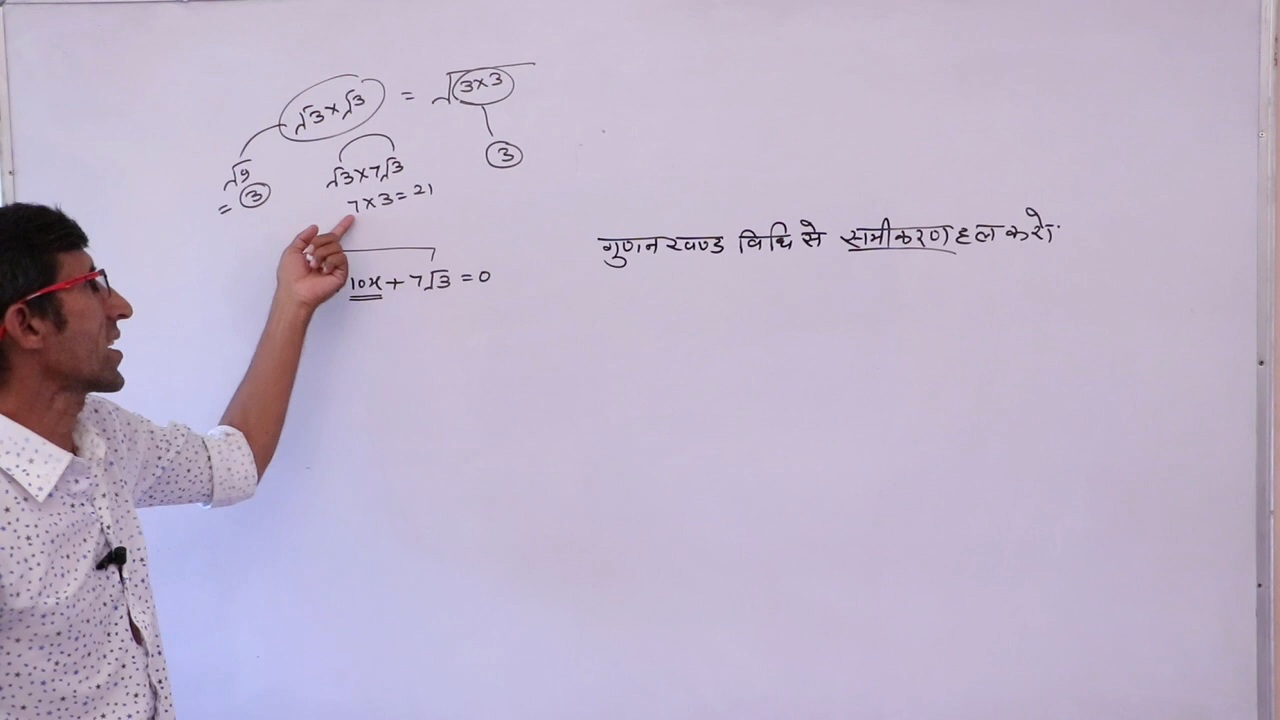 √3×√3 = √3×3
√9
= 3
3
√3×7√3
7×3=21
10x + 7√3 = 0
गुणनखण्ड विधि से समीकरण हल करो.